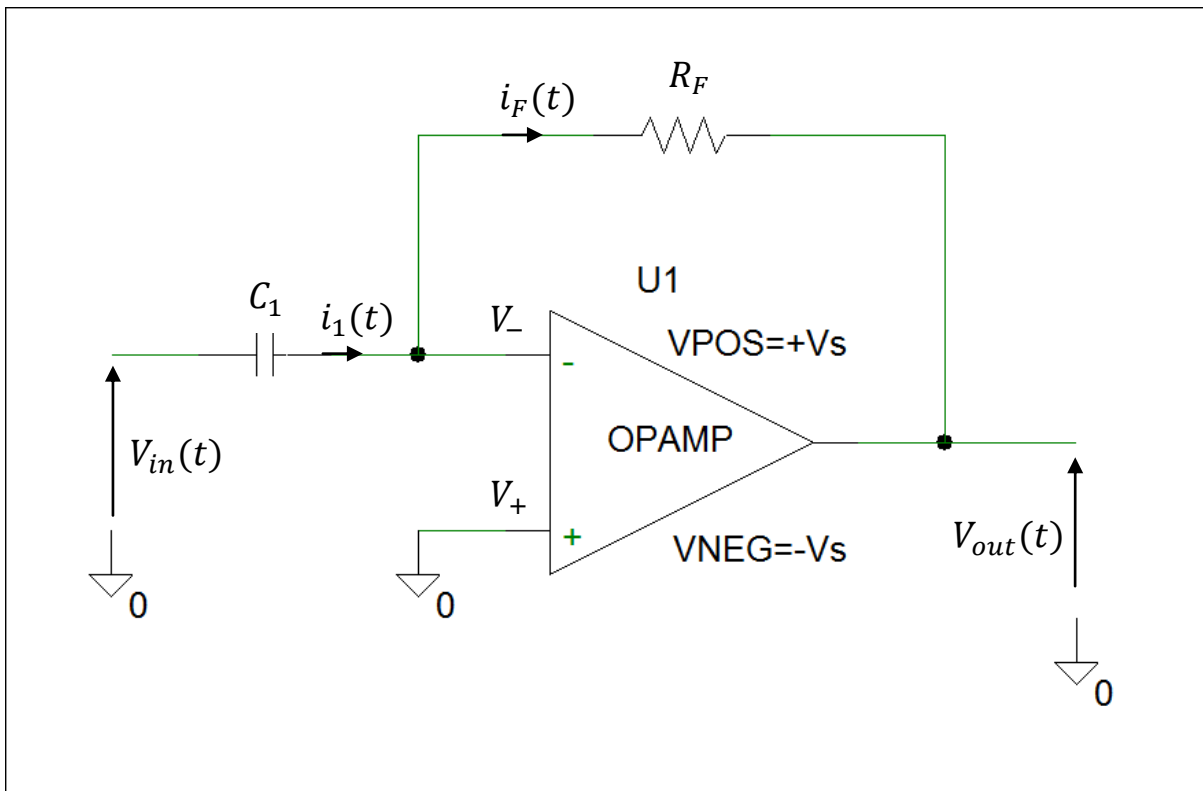 R_F
i_F(t)
U1
C_1
i_1(t)
V_−
VPOS=+Vs
-
OPAMP
V_in(t)
V_+
+
VNEG=-Vs
V_out(t)
0
0
0